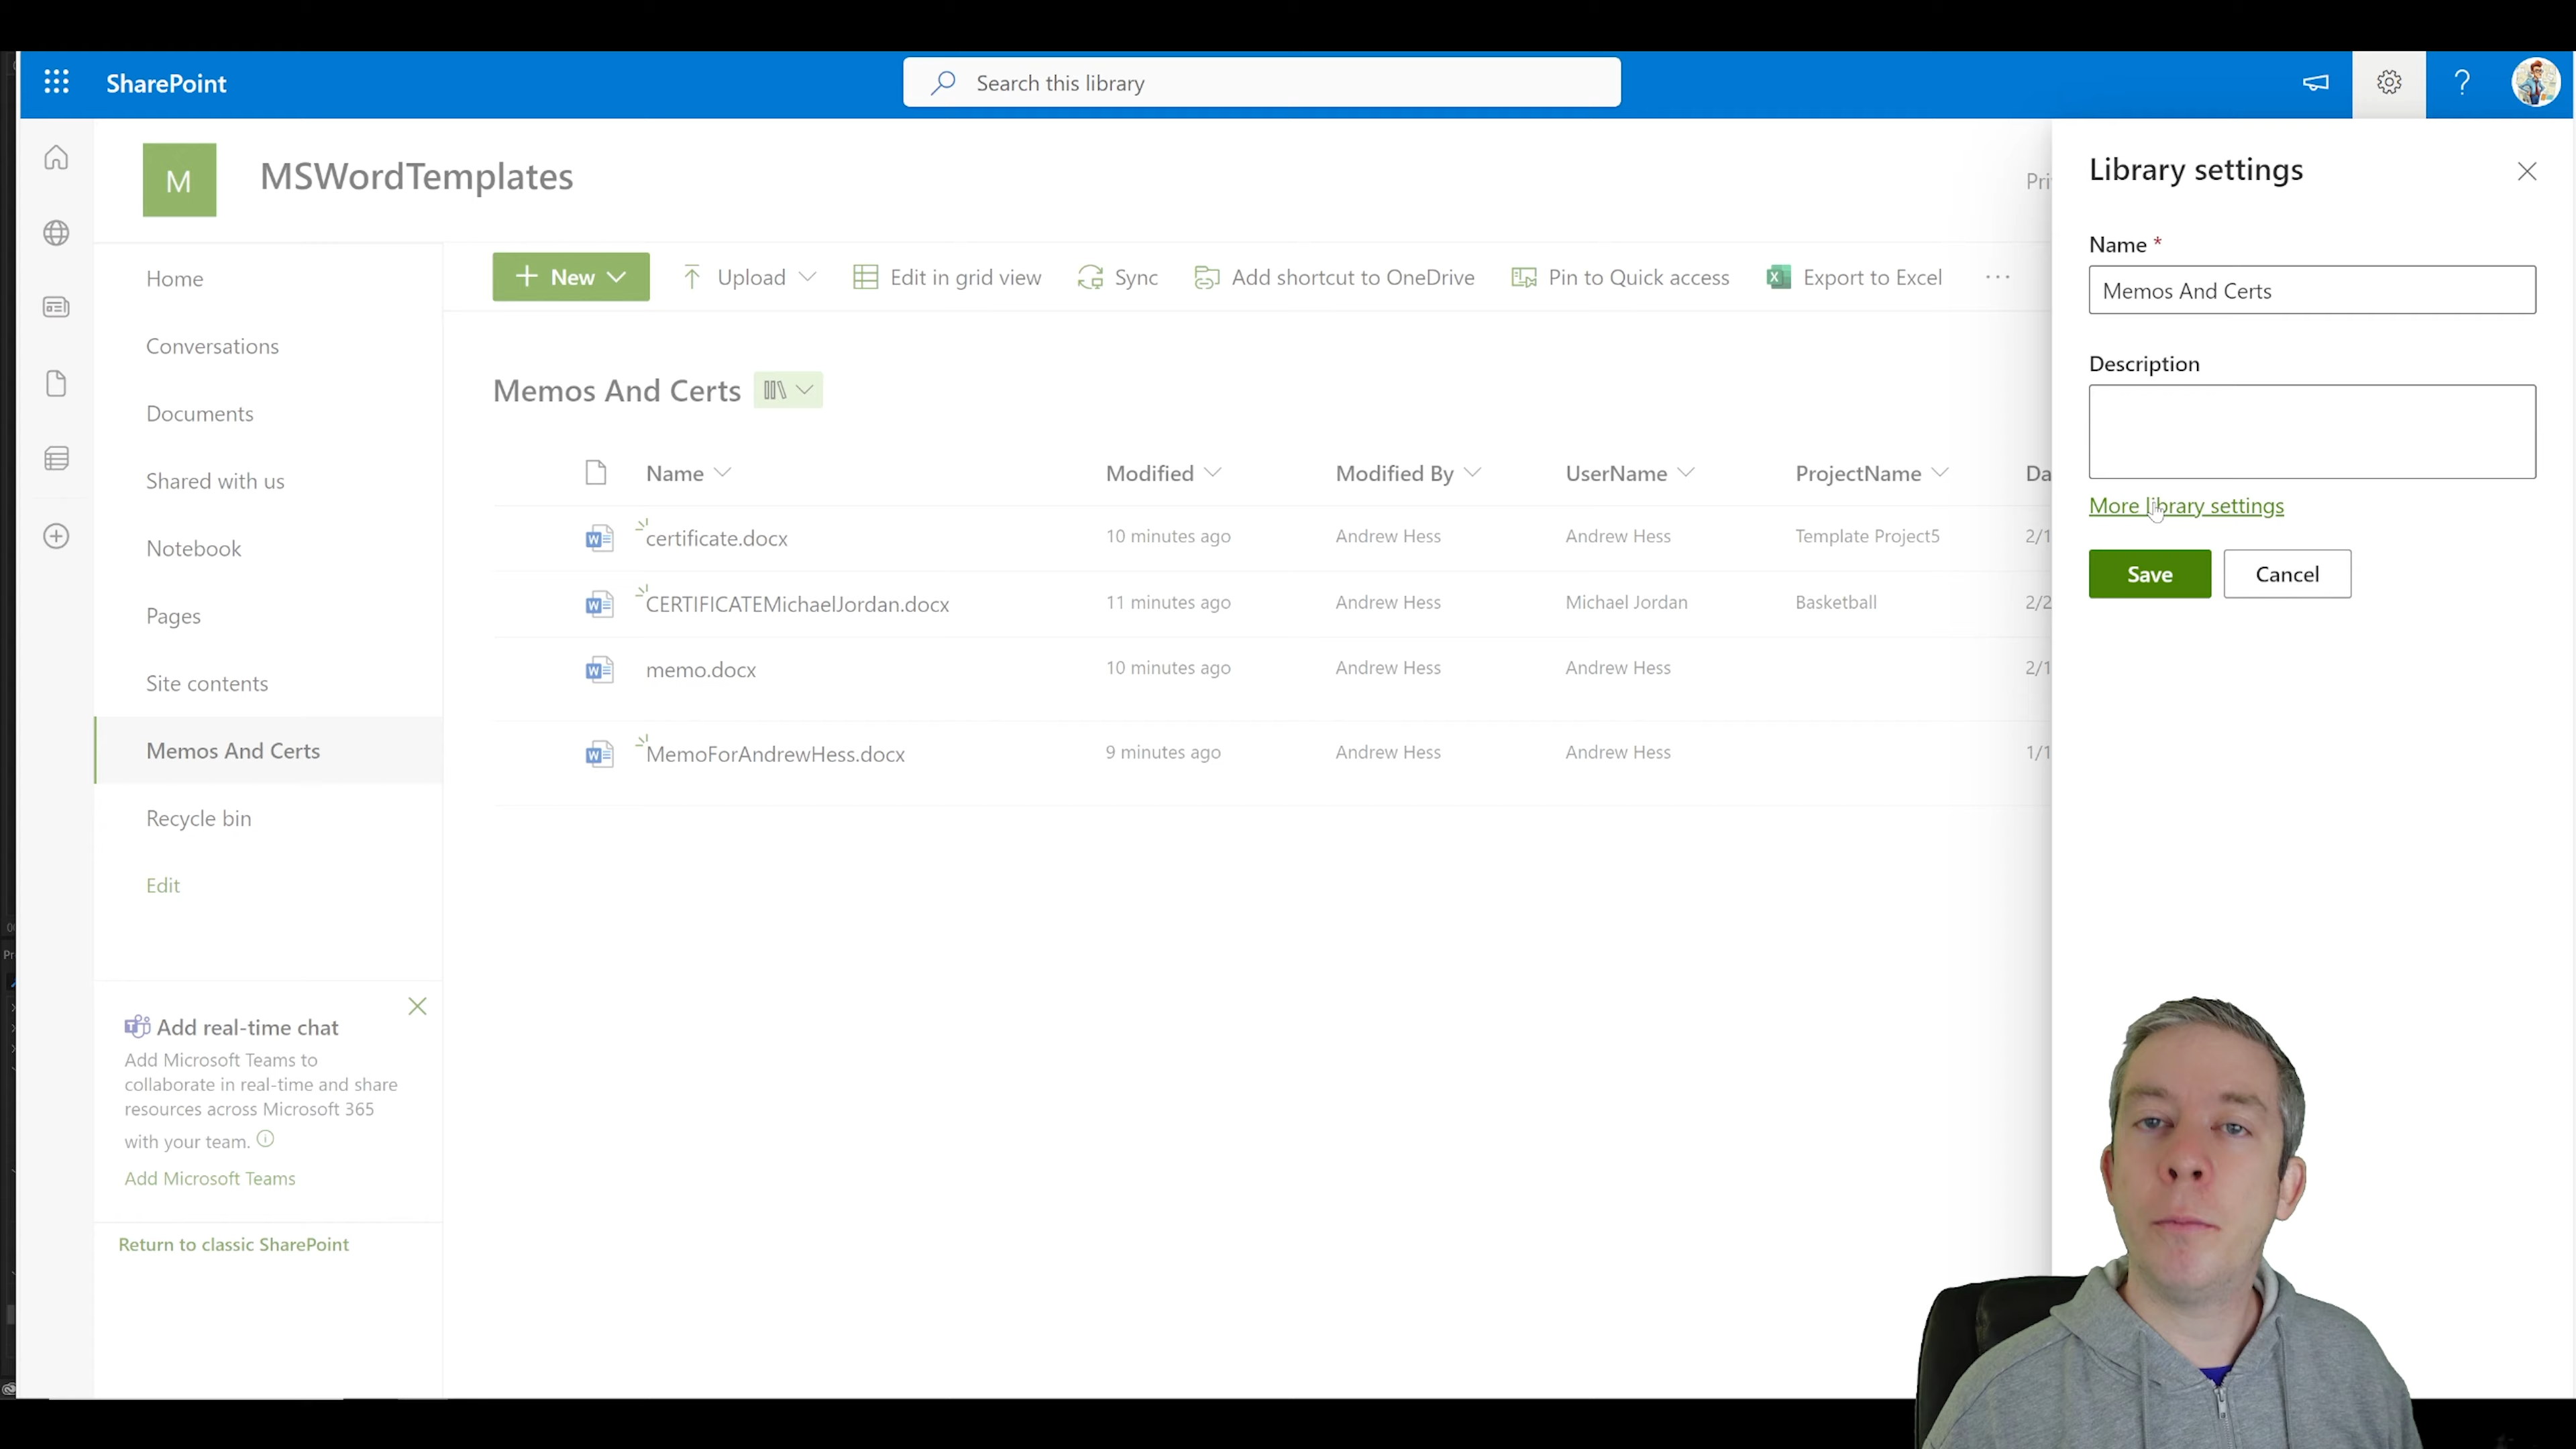 SharePoint
Search this library
?
M
MSWordTemplates
Pri
Home
Conversations
Documents
Shared with us
Notebook
Pages
Site contents
Memos And Certs
Recycle bin
Edit
Add real-time chat
Add Microsoft Teams to
collaborate in real-time and share
resources across Microsoft 365
with your team.
Add Microsoft Teams
Return to classic SharePoint
+ New Upload Edit in grid view Sync Add shortcut to OneDrive Pin to Quick access Export to Excel ...
Memos And Certs
Name Modified Modified By UserName ProjectName Da
certificate.docx 10 minutes ago Andrew Hess Andrew Hess Template Project5 2/1
CERTIFICATEMichaelJordan.docx 11 minutes ago Andrew Hess Michael Jordan Basketball 2/2
memo.docx 10 minutes ago Andrew Hess Andrew Hess 2/1
MemoForAndrewHess.docx 9 minutes ago Andrew Hess Andrew Hess 1/1
Library settings
Name *
Memos And Certs
Description
More library settings
Save Cancel